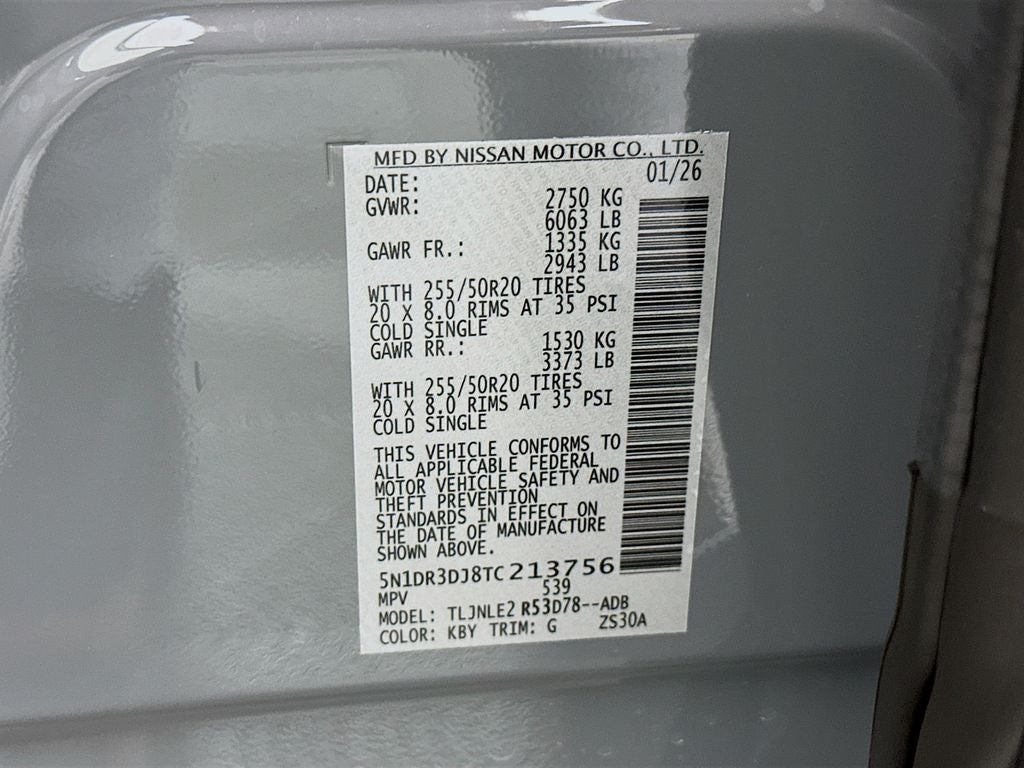 MFD BY NISSAN MOTOR CO., LTD.
DATE: 01/26
GVWR: 2750 KG
6063 LB
GAWR FR.: 1335 KG
2943 LB
WITH 255/50R20 TIRES
20 X 8.0 RIMS AT 35 PSI
COLD SINGLE
GAWR RR.: 1530 KG
3373 LB
WITH 255/50R20 TIRES
20 X 8.0 RIMS AT 35 PSI
COLD SINGLE
THIS VEHICLE CONFORMS TO
ALL APPLICABLE FEDERAL
MOTOR VEHICLE SAFETY AND
THEFT PREVENTION
STANDARDS IN EFFECT ON
THE DATE OF MANUFACTURE
SHOWN ABOVE.
5N1DR3DJ8TC213756
MPV 539
MODEL: TLJNLE2 R53D78--ADB
COLOR: KBY TRIM: G ZS30A